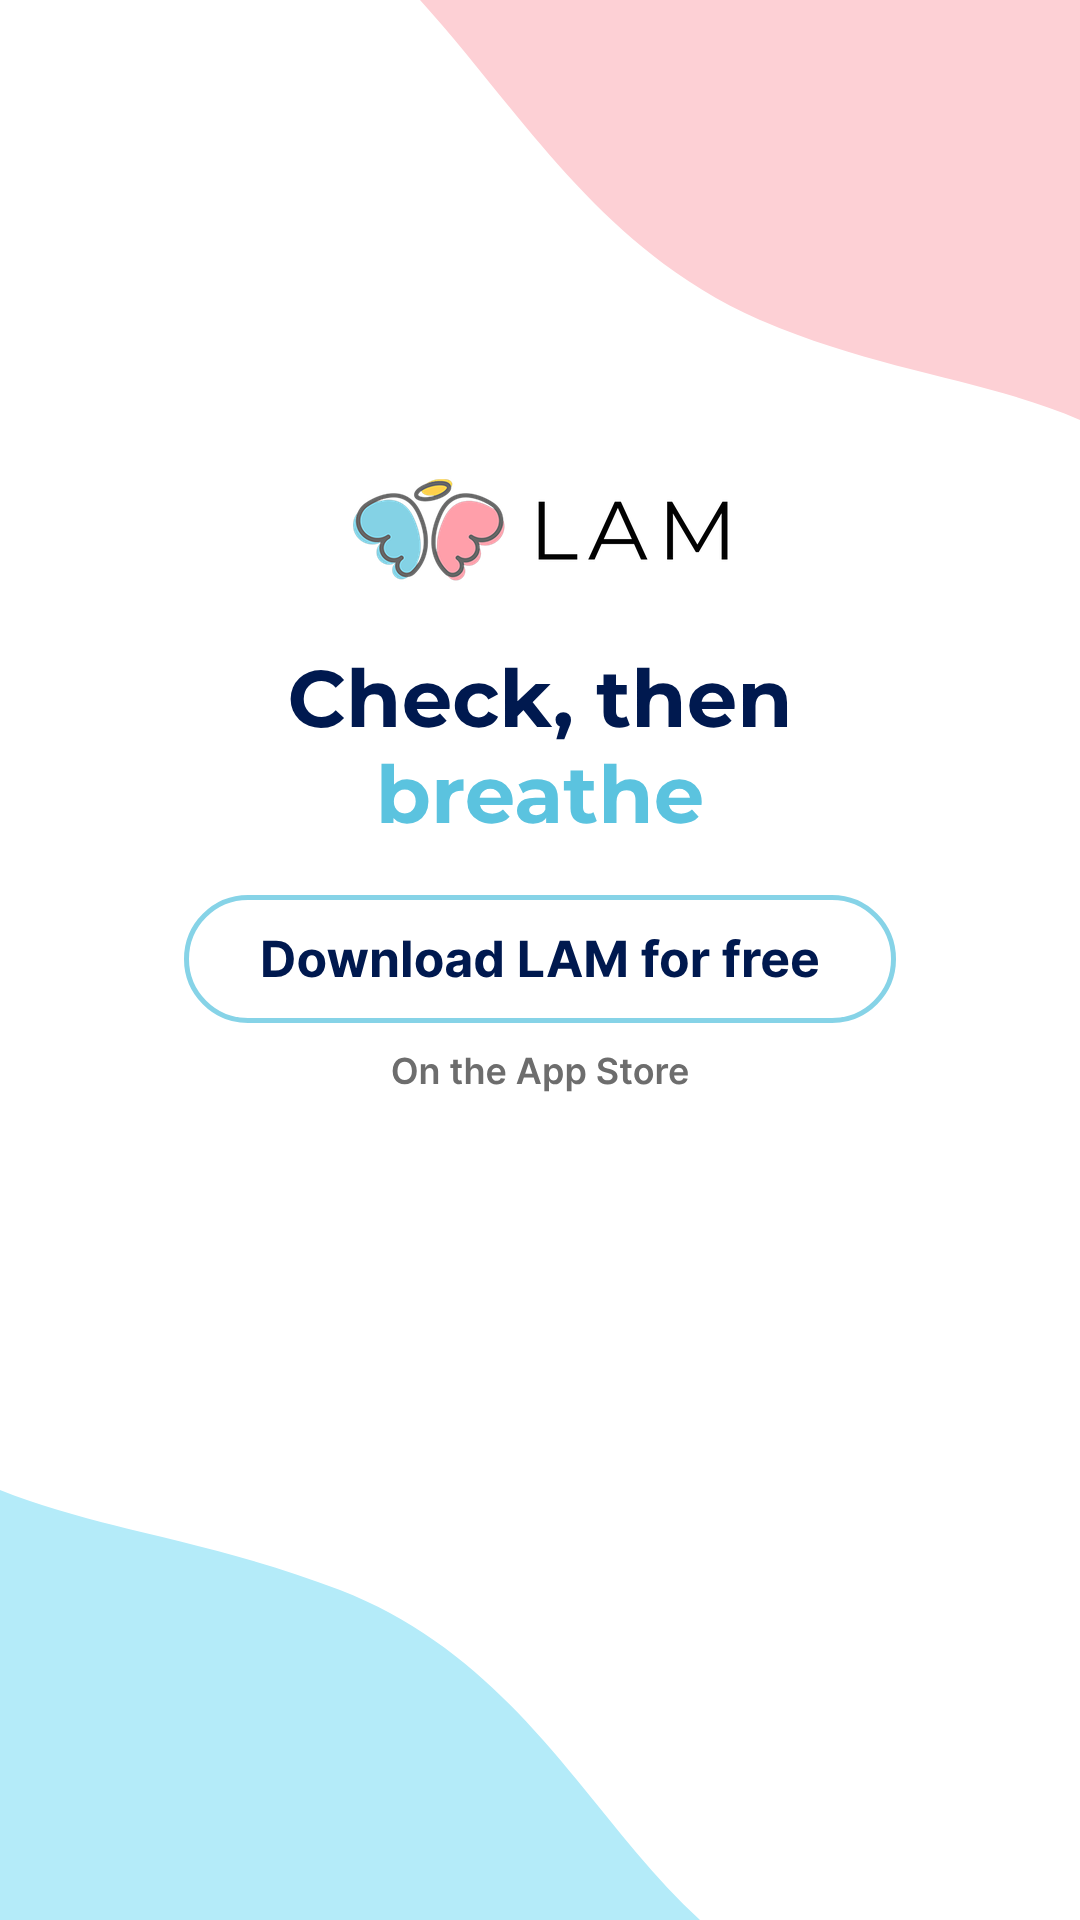 LAM
Check, then
breathe
Download LAM for free
On the App Store